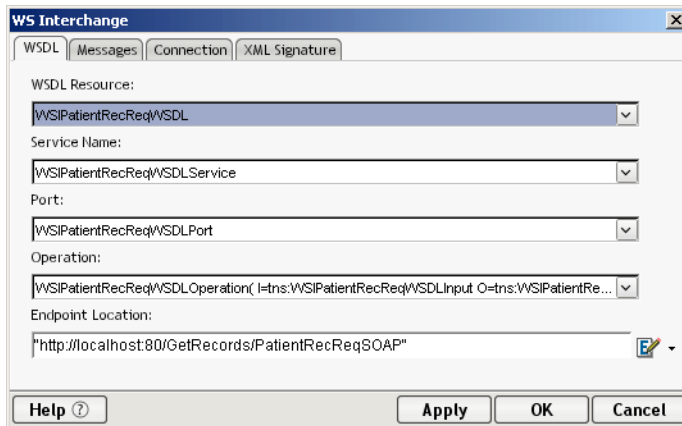 WS Interchange
WSDL Messages Connection XML Signature
WSDL Resource:
WSIPatientRecReqWSDL
Service Name:
WSIPatientRecReqWSDLService
Port:
WSIPatientRecReqWSDLPort
Operation:
WSIPatientRecReqWSDLOperation( I=tns:WSIPatientRecReqWSDLInput O=tns:WSIPatientRe...
Endpoint Location:
"http://localhost:80/GetRecords/PatientRecReqSOAP"
Help ? Apply OK Cancel